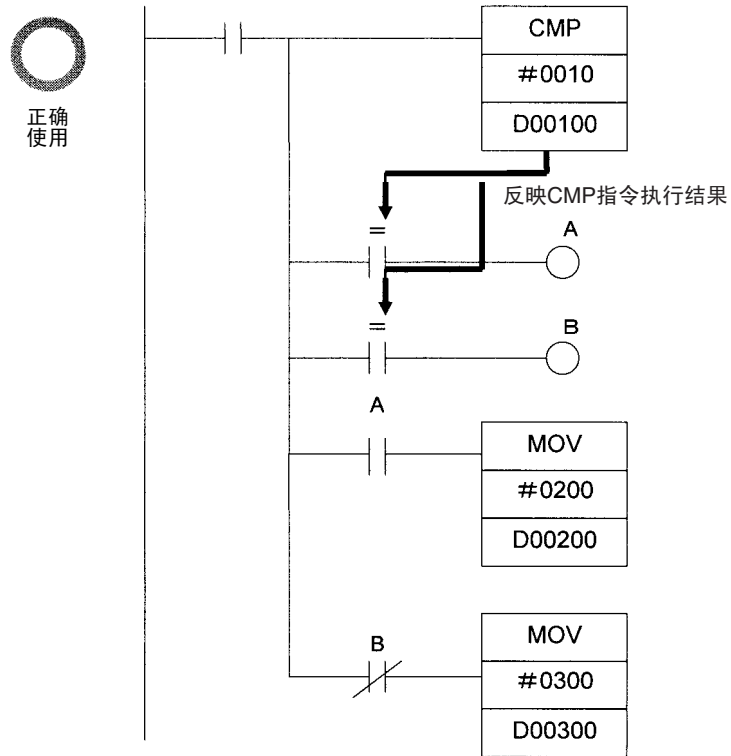 正确
使用
CMP
#0010
D00100
反映CMP指令执行结果
=
A
=
B
A
MOV
#0200
D00200
B
MOV
#0300
D00300